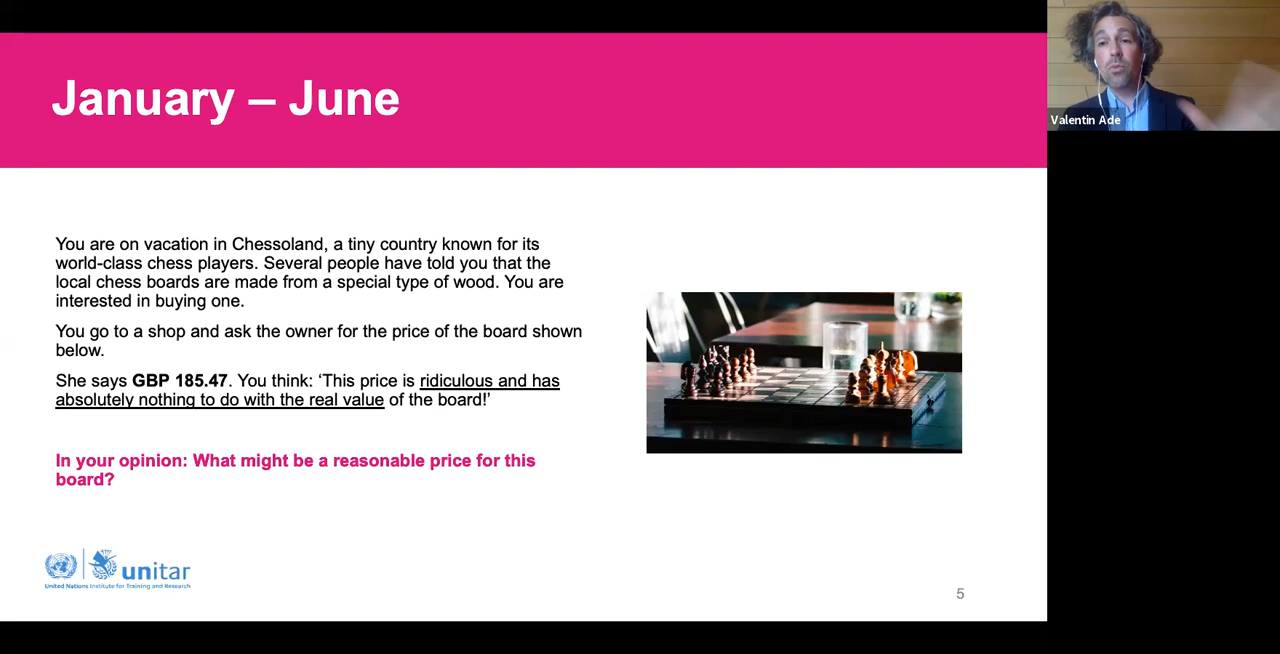 January – June
Valentin Ade
You are on vacation in Chessoland, a tiny country known for its
world-class chess players. Several people have told you that the
local chess boards are made from a special type of wood. You are
interested in buying one.
You go to a shop and ask the owner for the price of the board shown
below.
She says GBP 185.47. You think: ‘This price is ridiculous and has
absolutely nothing to do with the real value of the board!’
In your opinion: What might be a reasonable price for this
board?
unitar
United Nations Institute for Training and Research
5